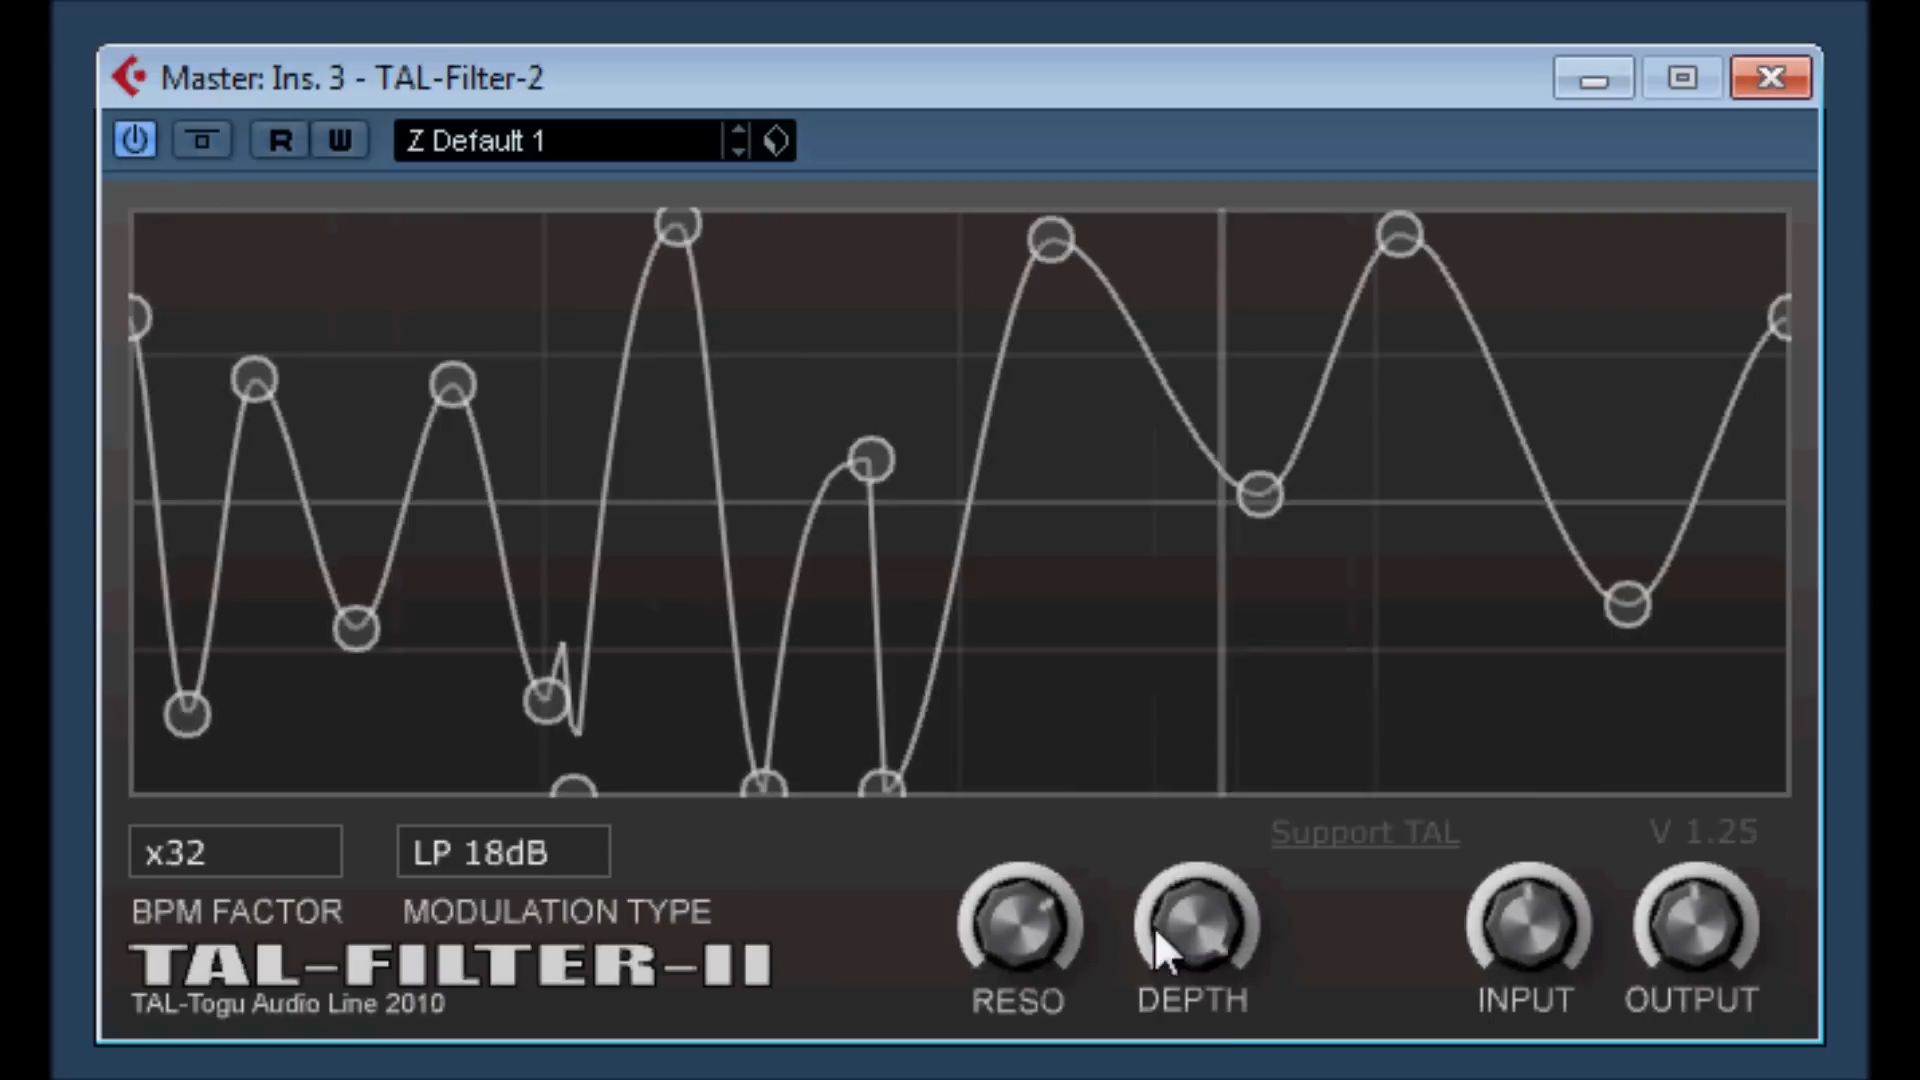 Master: Ins. 3 - TAL-Filter-2
R W Z Default 1
Support TAL V 1.25
x32 LP 18dB
BPM FACTOR MODULATION TYPE
TAL-FILTER-II
TAL-Togu Audio Line 2010
RESO DEPTH INPUT OUTPUT